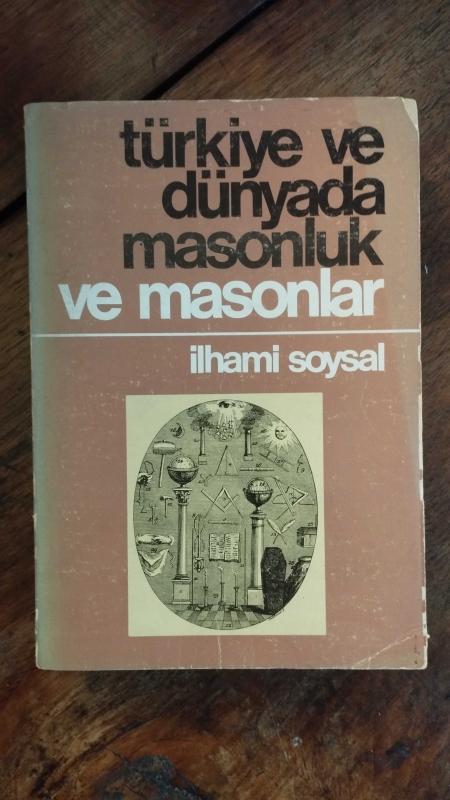 türkiye ve
dünyada
masonluk
ve masonlar
ilhami soysal